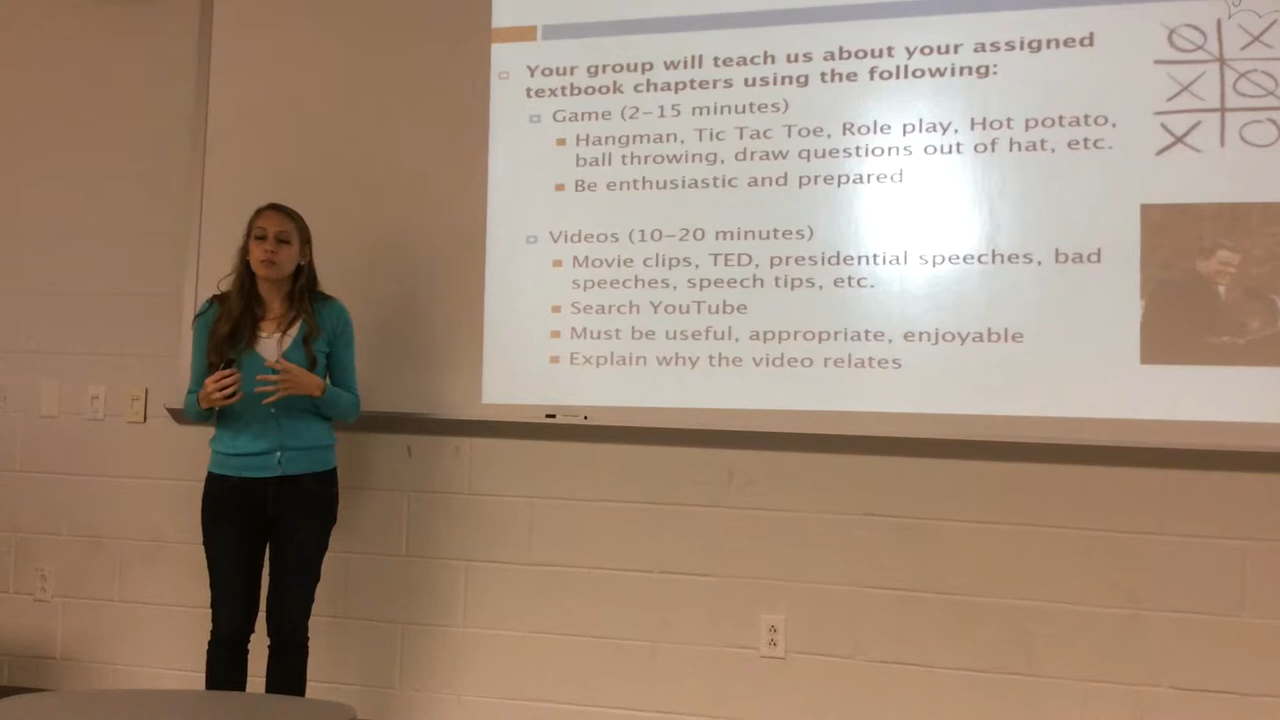 Your group will teach us about your assigned
textbook chapters using the following:
Game (2–15 minutes)
Hangman, Tic Tac Toe, Role play, Hot potato,
ball throwing, draw questions out of hat, etc.
Be enthusiastic and prepared
Videos (10–20 minutes)
Movie clips, TED, presidential speeches, bad
speeches, speech tips, etc.
Search YouTube
Must be useful, appropriate, enjoyable
Explain why the video relates
O X
X O
X O